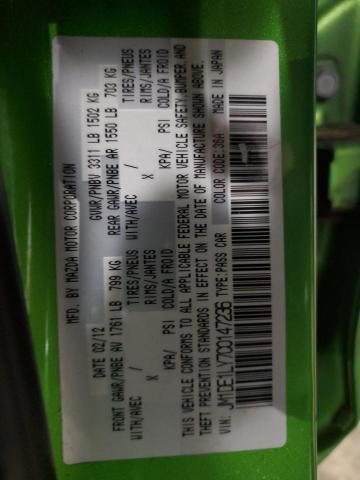 MFD. BY MAZDA MOTOR CORPORATION
DATE 02/12 GVWR/PNBV 3311 LB 1502 KG
FRONT GAWR/PNBE AV 1761 LB 799 KG REAR GAWR/PNBE AR 1550 LB 703 KG
WITH/AVEC / TIRES/PNEUS WITH/AVEC / TIRES/PNEUS
X RIMS/JANTES X RIMS/JANTES
KPA/ PSI COLD/A FROID KPA/ PSI COLD/A FROID
THIS VEHICLE CONFORMS TO ALL APPLICABLE FEDERAL MOTOR VEHICLE SAFETY, BUMPER, AND
THEFT PREVENTION STANDARDS IN EFFECT ON THE DATE OF MANUFACTURE SHOWN ABOVE.
VIN: JM1DE1LY7C0147236 TYPE: PASS CAR MADE IN JAPAN
COLOR CODE: 36A